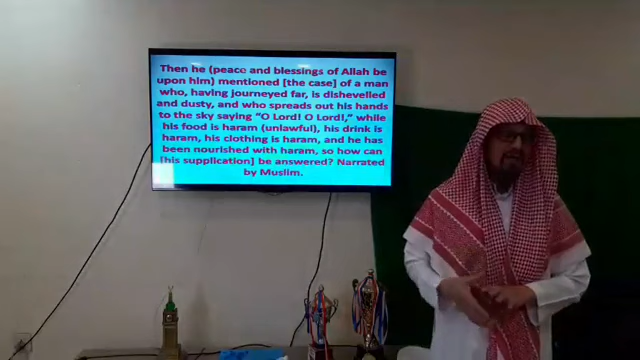 Then he (peace and blessings of Allah be
upon him) mentioned [the case] of a man
who, having journeyed far, is dishevelled
and dusty, and who spreads out his hands
to the sky saying "O Lord! O Lord!," while
his food is haram (unlawful), his drink is
haram, his clothing is haram, and he has
been nourished with haram, so how can
[his supplication] be answered? Narrated
by Muslim.